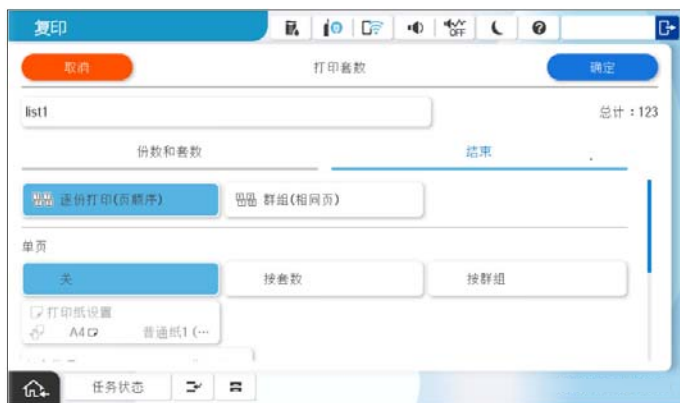 复印
OFF
取消
打印套数
确定
list1
总计：123
份数和套数
结束
逐份打印(页顺序)
群组(相同页)
单页
关
按套数
按群组
打印纸设置
A4
普通纸1 (…
任务状态